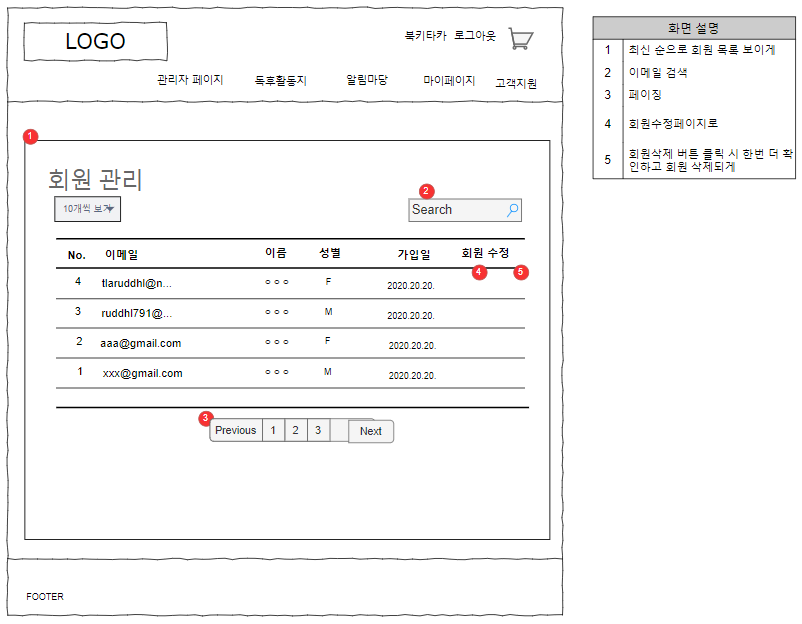 LOGO
북키타카 로그아웃
관리자 페이지 독후활동지 알림마당 마이페이지 고객지원
1
회원 관리
10개씩 보기
2
Search
No. 이메일 이름 성별 가입일 회원 수정
4 5
4 tlaruddhl@n... ○○○ F 2020.20.20.
3 ruddhl791@... ○○○ M 2020.20.20.
2 aaa@gmail.com ○○○ F 2020.20.20.
1 xxx@gmail.com ○○○ M 2020.20.20.
3
Previous 1 2 3 Next
FOOTER
화면 설명
1 최신 순으로 회원 목록 보이게
2 이메일 검색
3 페이징
4 회원수정페이지로
5 회원삭제 버튼 클릭 시 한번 더 확
인하고 회원 삭제되게